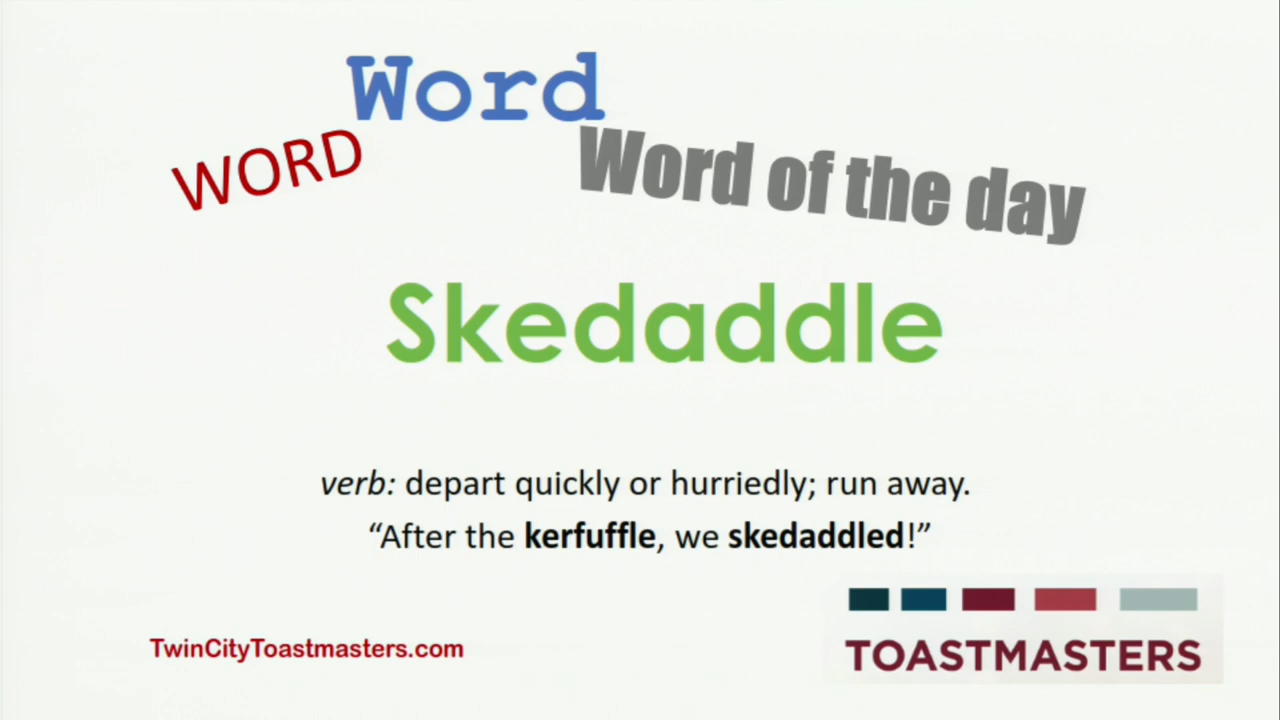 Word
WORD
Word of the day
Skedaddle
verb: depart quickly or hurriedly; run away.
“After the kerfuffle, we skedaddled!”
TwinCityToastmasters.com
TOASTMASTERS